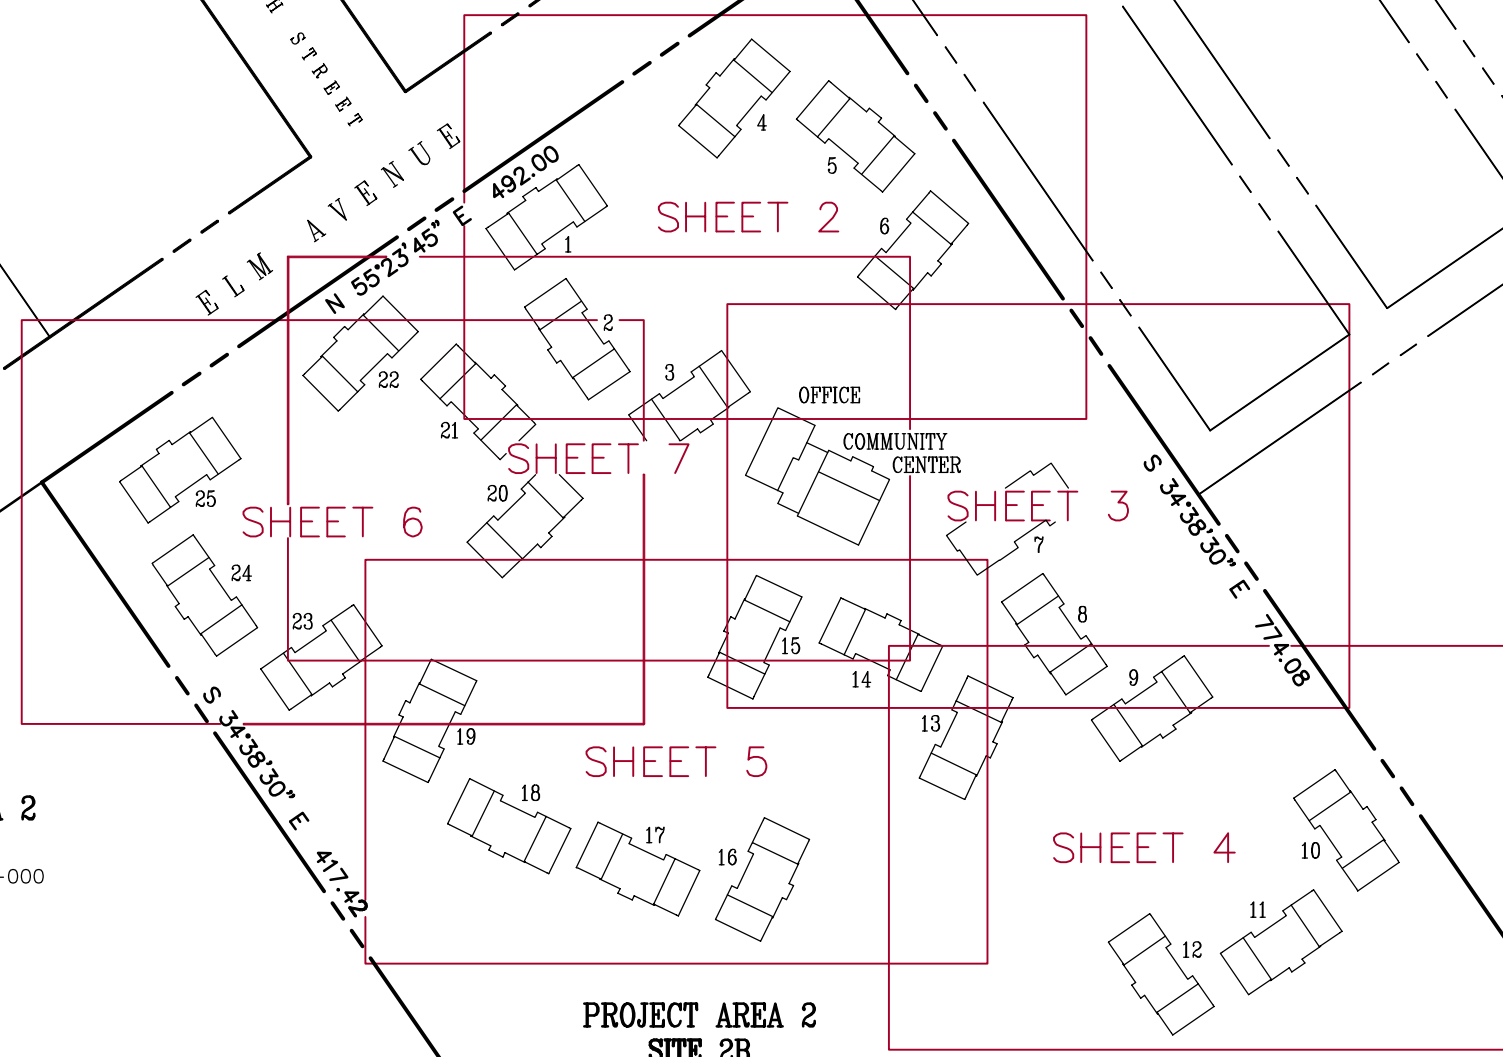 H STREET
ELM AVENUE
N 55°23'45" E 492.00
4
5
SHEET 2
6
1
2
3
22
21
OFFICE
COMMUNITY
CENTER
SHEET 7
25
20
SHEET 6
SHEET 3
7
S 34°38'30" E 774.08
24
23
8
15
14
9
13
19
S 34°38'30" E 417.42
SHEET 5
18
17
16
SHEET 4
10
11
12
2
-000
PROJECT AREA 2
SITE 2B